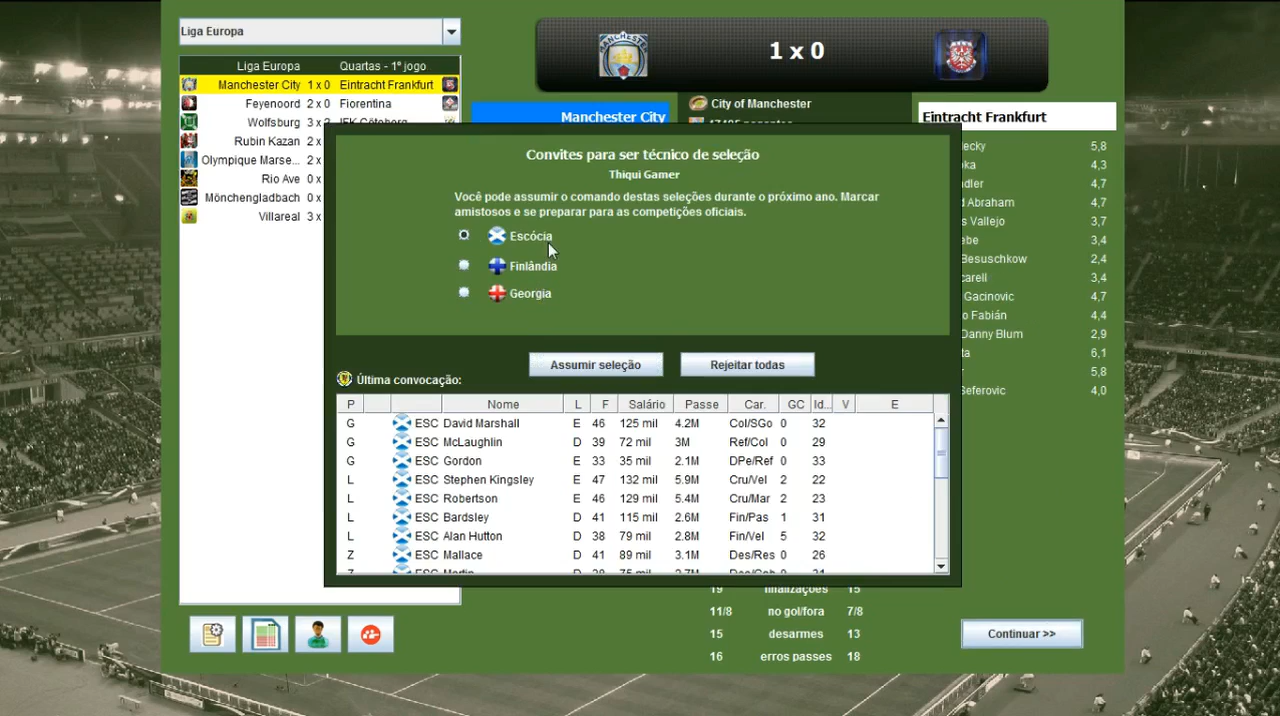 Liga Europa
1 x 0
Liga Europa Quartas - 1º jogo
Manchester City 1 x 0 Eintracht Frankfurt
Feyenoord 2 x 0 Fiorentina
Wolfsburg 3 x
Rubin Kazan 2 x
Olympique Marse... 2 x
Rio Ave 0 x
Mönchengladbach 0 x
Villareal 3 x
City of Manchester
Manchester City
Eintracht Frankfurt
5,8
4,3
4,7
Abraham 4,7
Vallejo 3,7
3,4
Besuschkow 2,4
3,4
Gacinovic 4,7
Fabián 4,4
Danny Blum 2,9
6,1
5,8
Seferovic 4,0
Convites para ser técnico de seleção
Thiqui Gamer
Você pode assumir o comando destas seleções durante o próximo ano. Marcar
amistosos e se preparar para as competições oficiais.
Escócia
Finlândia
Georgia
Assumir seleção
Rejeitar todas
Última convocação:
P Nome L F Salário Passe Car. GC Id... V E
G ESC David Marshall E 46 125 mil 4.2M Col/SGo 0 32
G ESC McLaughlin D 39 72 mil 3M Ref/Col 0 29
G ESC Gordon E 33 35 mil 2.1M DPe/Ref 0 33
L ESC Stephen Kingsley E 47 132 mil 5.9M Cru/Vel 2 22
L ESC Robertson E 46 129 mil 5.4M Cru/Mar 2 23
L ESC Bardsley D 41 115 mil 2.6M Fin/Pas 1 31
L ESC Alan Hutton D 38 79 mil 2.8M Fin/Vel 5 32
Z ESC Mallace D 41 89 mil 3.1M Des/Res 0 26
19 finalizações 15
11/8 no gol/fora 7/8
15 desarmes 13
16 erros passes 18
Continuar >>